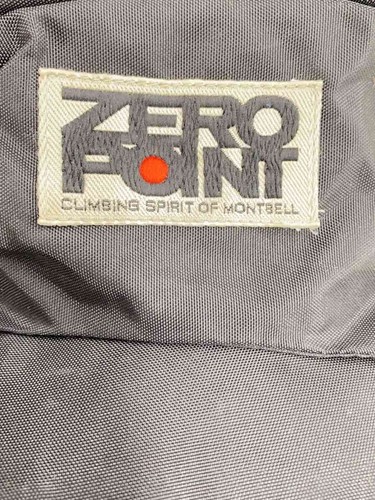 ZERO
POINT
CLIMBING SPIRIT OF MONTBELL